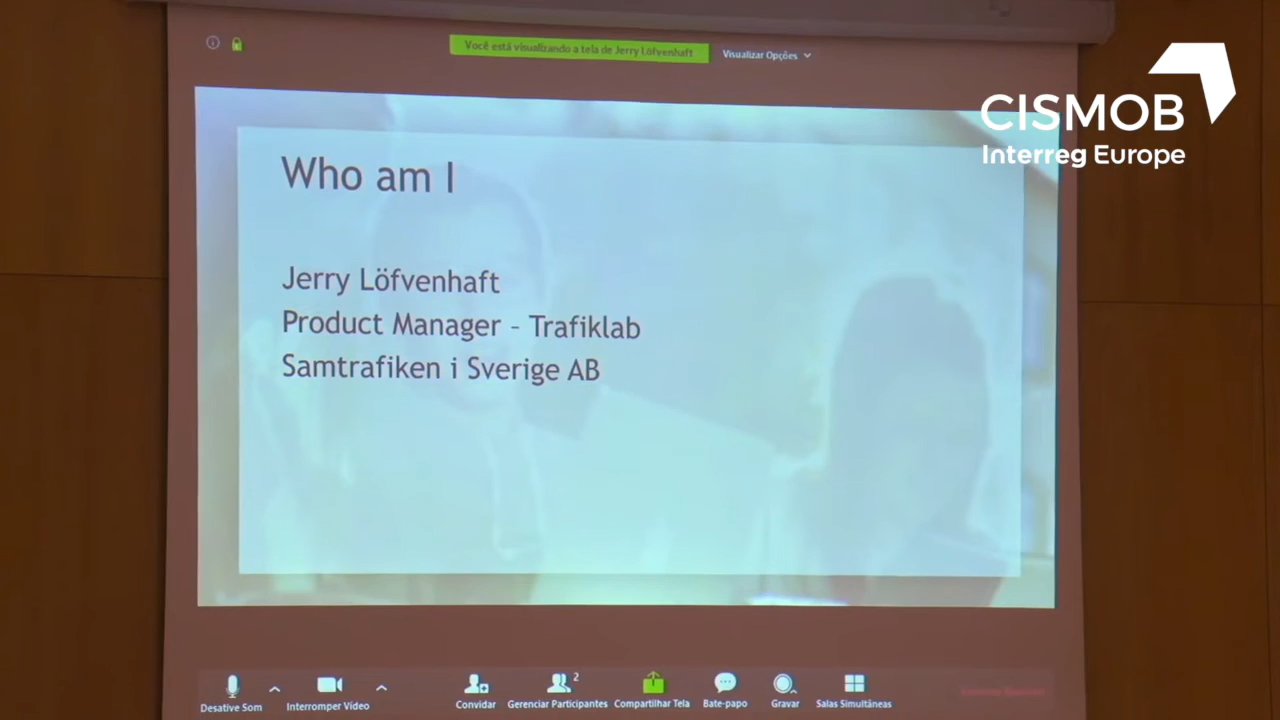 Você está visualizando a tela de Jerry Löfvenhaft
Visualizar Opções
CISMOB
Interreg Europe
Who am I
Jerry Löfvenhaft
Product Manager – Trafiklab
Samtrafiken i Sverige AB
2
Desative Som
Interromper Vídeo
Convidar
Gerenciar Participantes
Compartilhar Tela
Bate-papo
Gravar
Salas Simultâneas